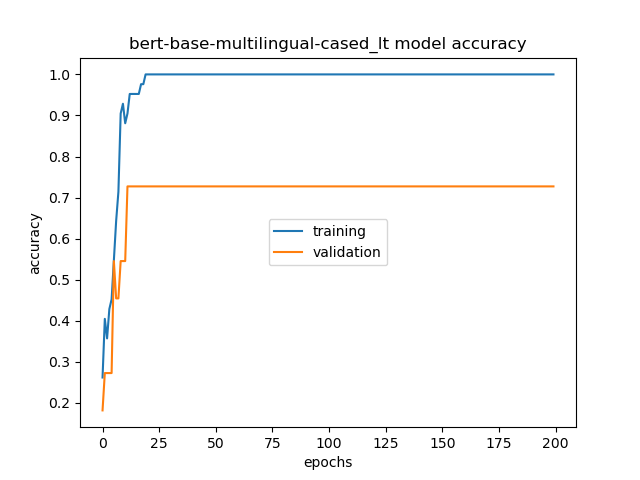 bert-base-multilingual-cased_lt model accuracy
1.0
0.9
0.8
0.7
0.6
0.5
0.4
0.3
0.2
accuracy
training
validation
0 25 50 75 100 125 150 175 200
epochs